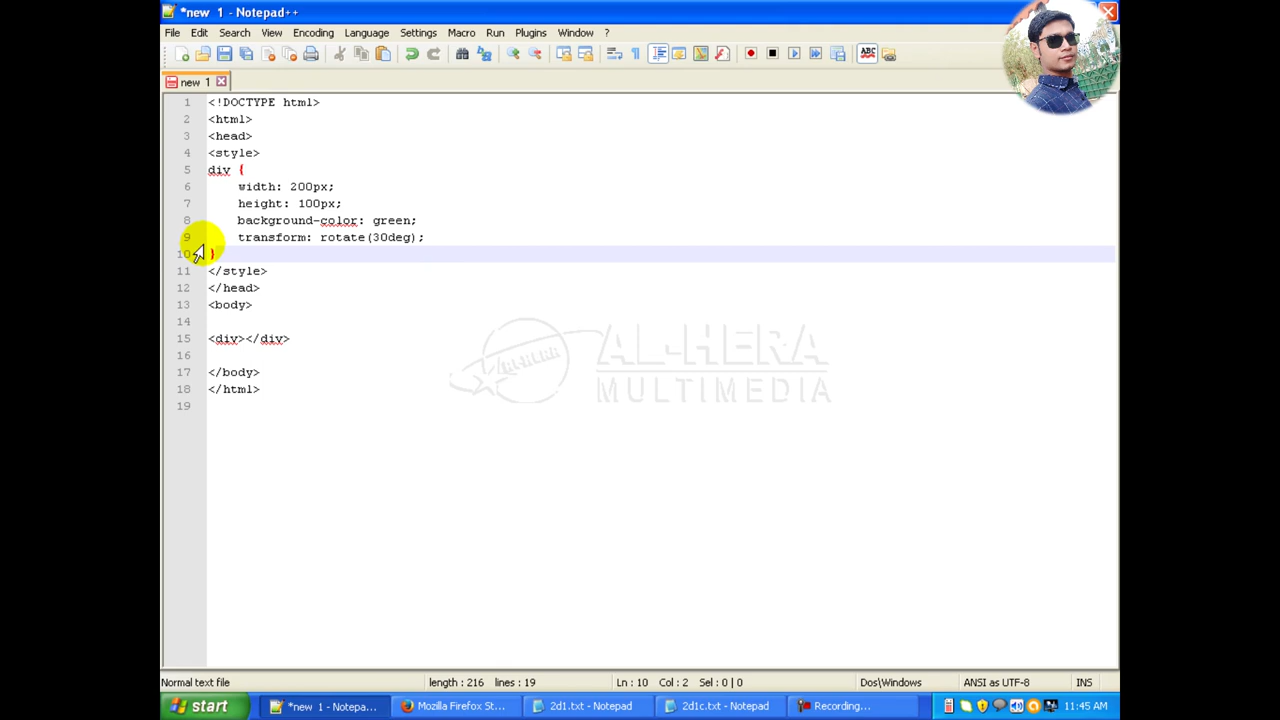 *new 1 - Notepad++
File Edit Search View Encoding Language Settings Macro Run Plugins Window ?
ABC
new 1
1 <!DOCTYPE html>
2 <html>
3 <head>
4 <style>
5 div {
6 width: 200px;
7 height: 100px;
8 background-color: green;
9 transform: rotate(30deg);
10 }
11 </style>
12 </head>
13 <body>
14
15 <div></div>
16
17 </body>
18 </html>
19
AL-HERA
AL-HERA
MULTIMEDIA
Normal text file length : 216 lines : 19 Ln : 10 Col : 2 Sel : 0 | 0 Dos\Windows ANSI as UTF-8 INS
start *new 1 - Notepa... Mozilla Firefox St... 2d1.txt - Notepad 2d1c.txt - Notepad Recording... 11:45 AM